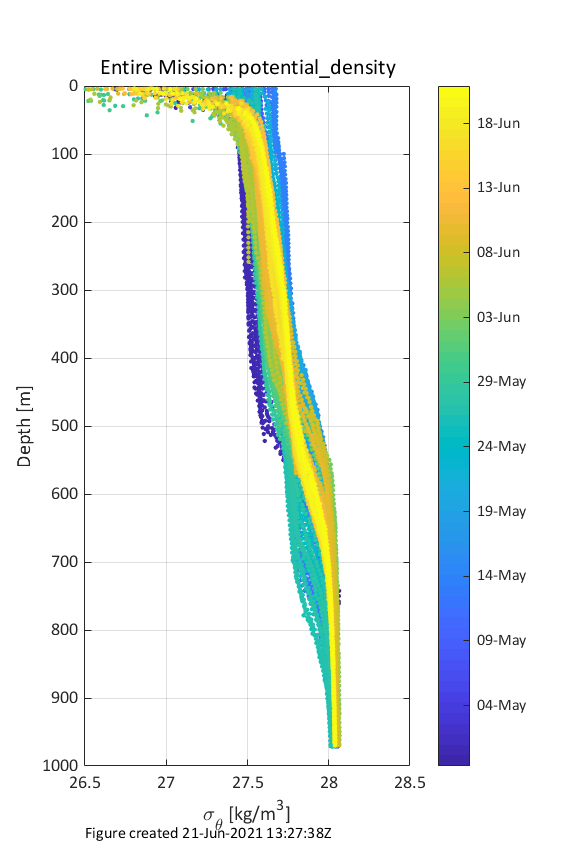 Entire Mission: potential_density
0
100
200
300
400
500
600
700
800
900
1000
Depth [m]
26.5 27 27.5 28 28.5
σθ [kg/m³]
18-Jun
13-Jun
08-Jun
03-Jun
29-May
24-May
19-May
14-May
09-May
04-May
Figure created 21-Jun-2021 13:27:38Z